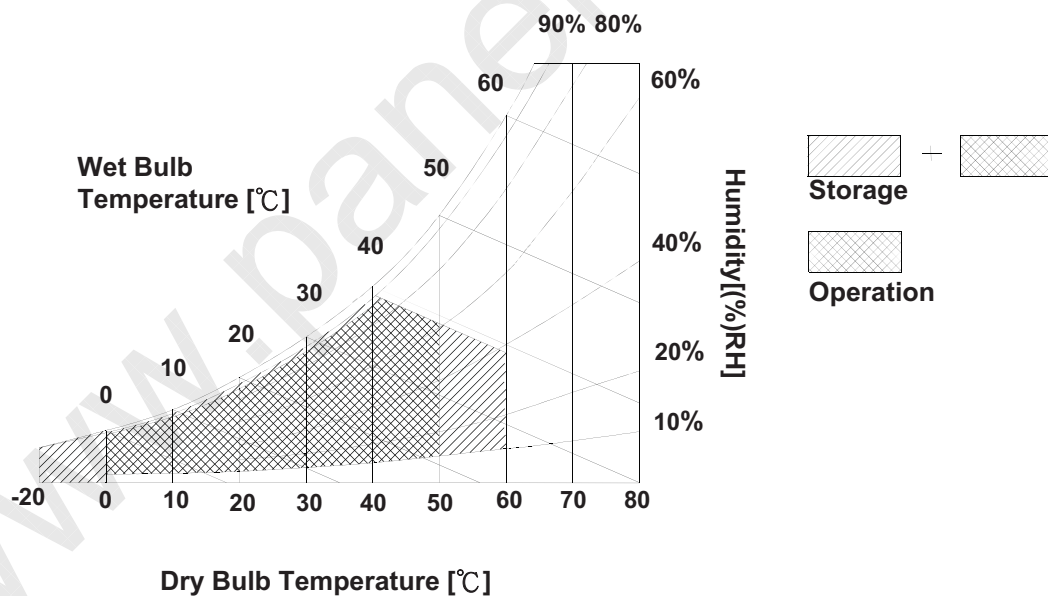 90% 80%
60
60%
50
Wet Bulb
Temperature [℃]
Storage
Humidity[(%)RH]
40
40%
30
Operation
20
20%
10
0
10%
-20 0 10 20 30 40 50 60 70 80
Dry Bulb Temperature [℃]